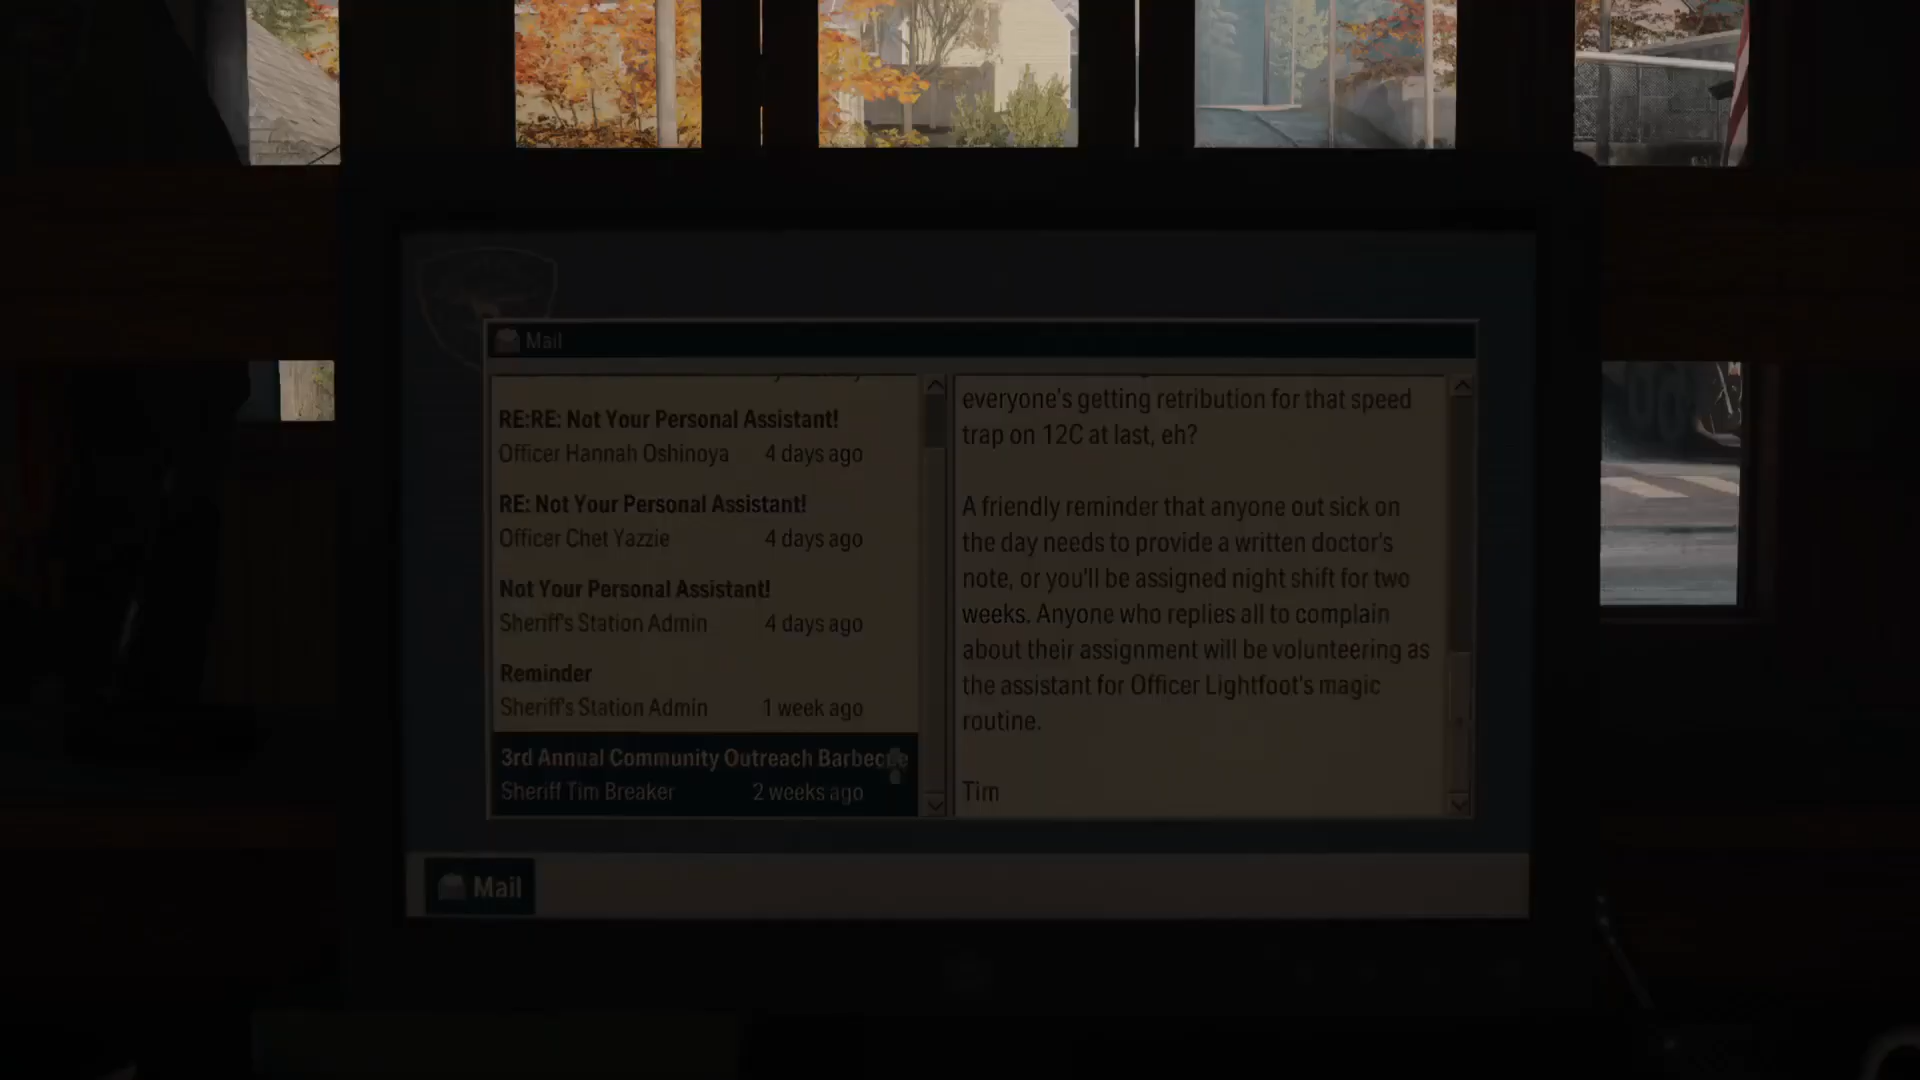 Mail
RE:RE: Not Your Personal Assistant!
Officer Hannah Oshinoya 4 days ago
RE: Not Your Personal Assistant!
Officer Chet Yazzie 4 days ago
Not Your Personal Assistant!
Sheriff's Station Admin 4 days ago
Reminder
Sheriff's Station Admin 1 week ago
3rd Annual Community Outreach Barbecue
Sheriff Tim Breaker 2 weeks ago
everyone's getting retribution for that speed
trap on 12C at last, eh?
A friendly reminder that anyone out sick on
the day needs to provide a written doctor's
note, or you'll be assigned night shift for two
weeks. Anyone who replies all to complain
about their assignment will be volunteering as
the assistant for Officer Lightfoot's magic
routine.
Tim
Mail